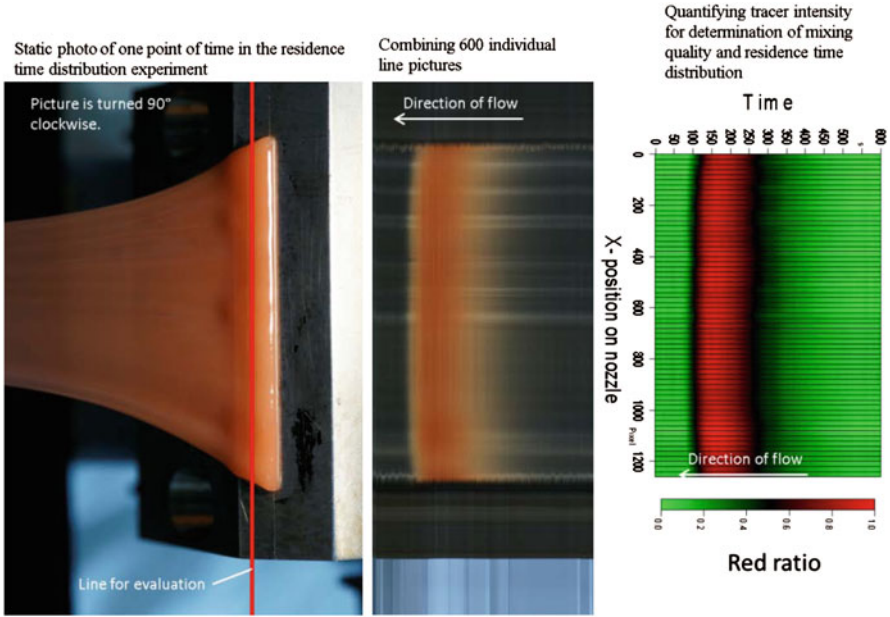 Static photo of one point of time in the residence
time distribution experiment
Picture is turned 90°
clockwise.
Line for evaluation
Combining 600 individual
line pictures
Direction of flow
Quantifying tracer intensity
for determination of mixing
quality and residence time
distribution
Time
0 50 100 150 200 250 300 350 400 450 500 s 600
X- position on nozzle
0
200
400
600
800
1000
Pixel
1200
Direction of flow
0.0 0.2 0.4 0.6 0.8 1.0
Red ratio